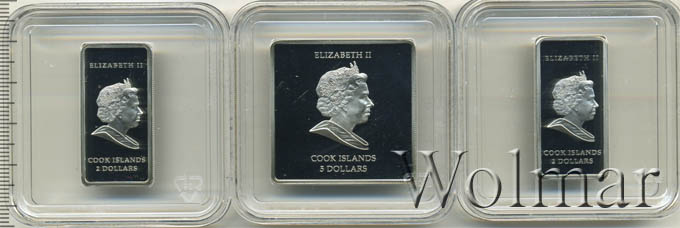 ELIZABETH II
COOK ISLANDS
2 DOLLARS
ELIZABETH II
COOK ISLANDS
5 DOLLARS
ELIZABETH II
COOK ISLANDS
2 DOLLARS
Wolmar